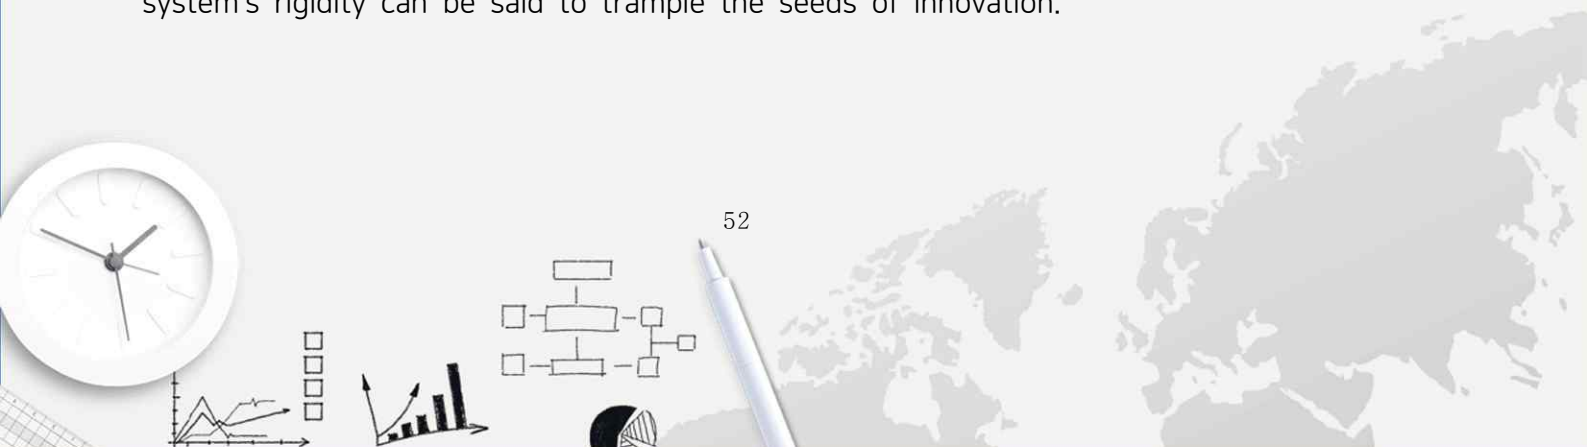 system's rigidity can be said to trample the seeds of innovation.
52